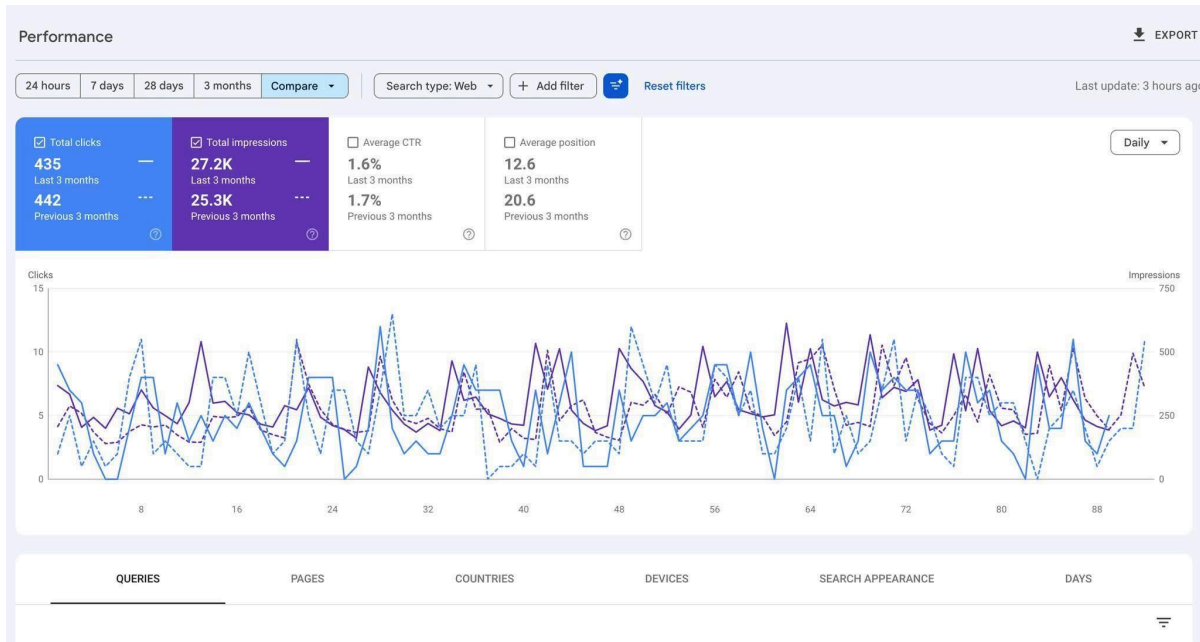 Performance
EXPORT
24 hours 7 days 28 days 3 months Compare Search type: Web + Add filter Reset filters Last update: 3 hours ago
Total clicks Total impressions Average CTR Average position Daily
435 27.2K 1.6% 12.6
Last 3 months Last 3 months Last 3 months Last 3 months
442 25.3K 1.7% 20.6
Previous 3 months Previous 3 months Previous 3 months Previous 3 months
Clicks Impressions
15 750
10 500
5 250
0 0
8 16 24 32 40 48 56 64 72 80 88
QUERIES PAGES COUNTRIES DEVICES SEARCH APPEARANCE DAYS